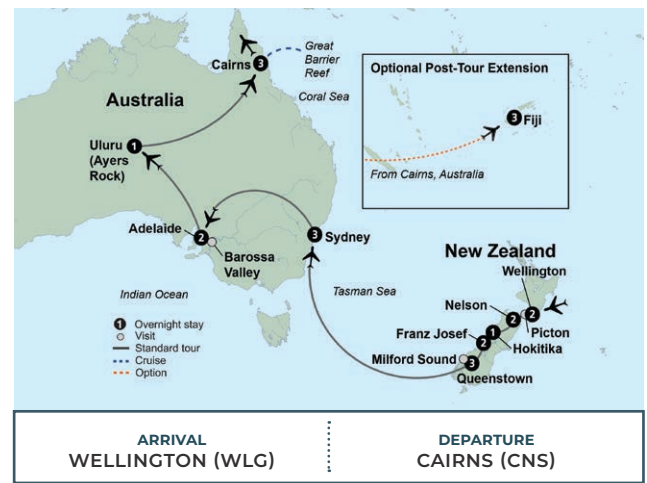 Great
Barrier
Reef
Cairns
3
Coral Sea
Australia
Uluru
(Ayers
Rock)
1
Adelaide
2
Barossa
Valley
3
Sydney
Indian Ocean
Tasman Sea
1 Overnight stay
Visit
Standard tour
Cruise
Option
Optional Post-Tour Extension
3 Fiji
From Cairns, Australia
New Zealand
Wellington
Nelson
2
2
Picton
Franz Josef
2
1
Hokitika
Milford Sound
3
Queenstown
ARRIVAL
WELLINGTON (WLG)
DEPARTURE
CAIRNS (CNS)